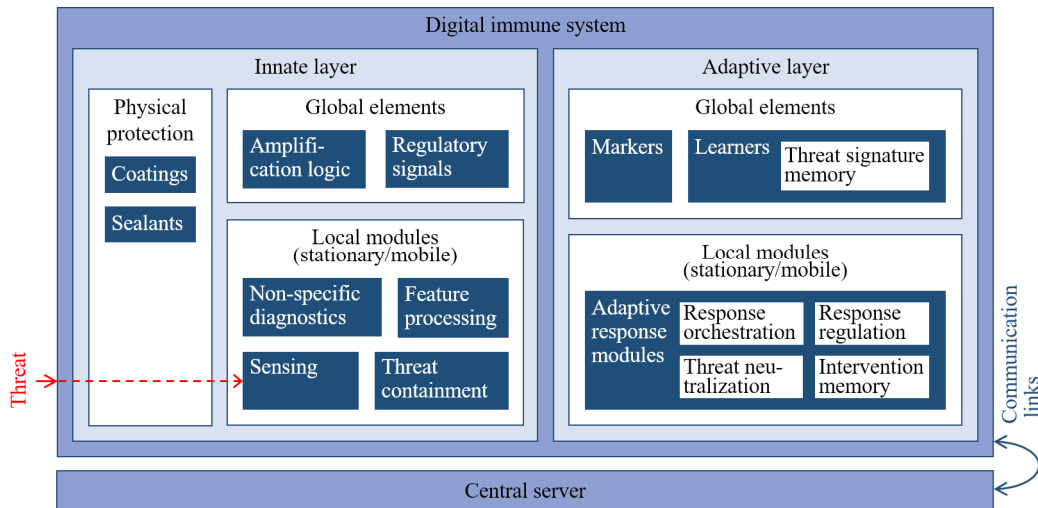 Digital immune system
Innate layer
Physical
protection
Coatings
Sealants
Global elements
Amplifi-
cation logic
Regulatory
signals
Local modules
(stationary/mobile)
Non-specific
diagnostics
Feature
processing
Sensing
Threat
containment
Adaptive layer
Global elements
Markers
Learners
Threat signature
memory
Local modules
(stationary/mobile)
Adaptive
response
modules
Response
orchestration
Response
regulation
Threat neu-
tralization
Intervention
memory
Threat
Communication
links
Central server